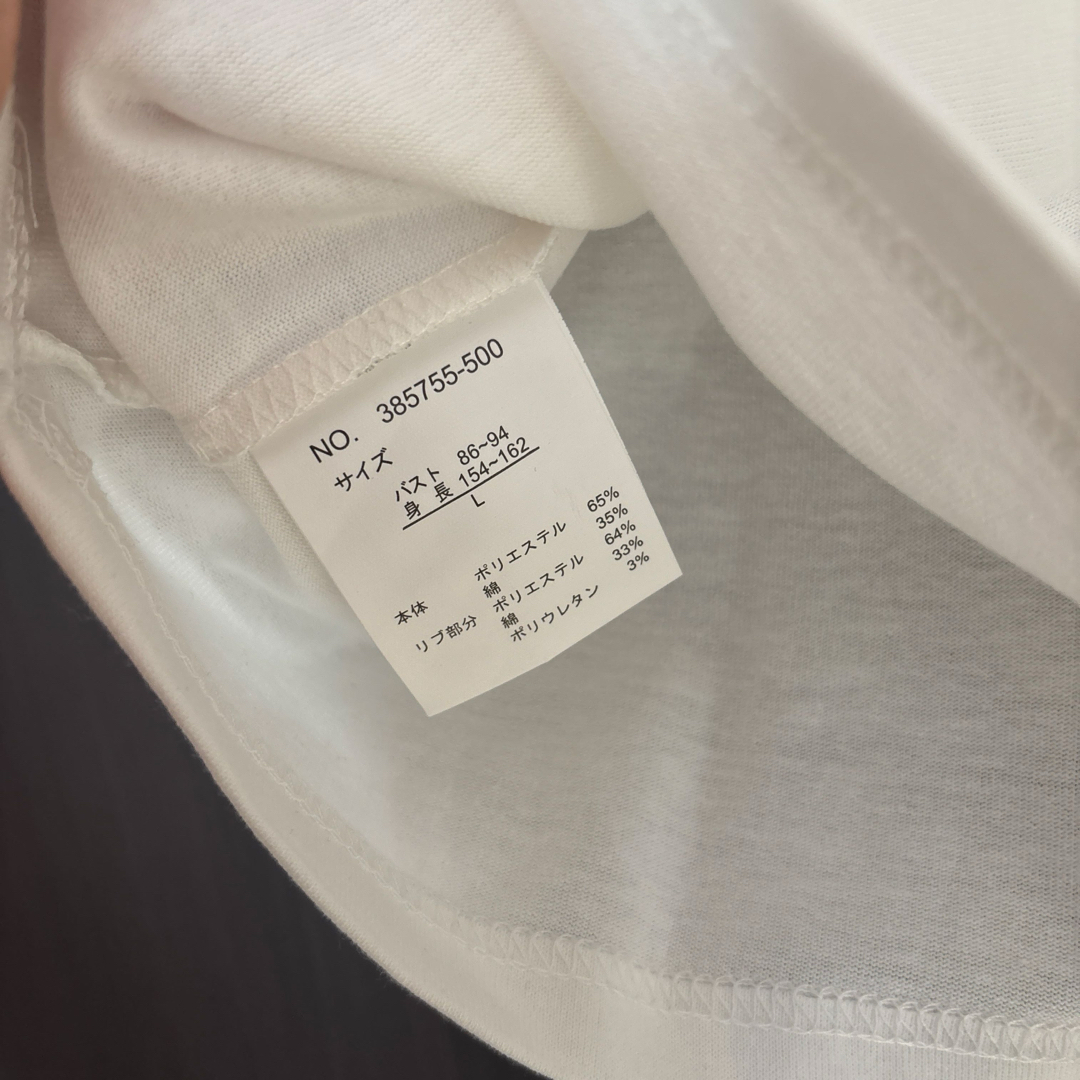 NO. 385755-500
サイズ
バスト 86~94
身 長 154~162
L
本体 ポリエステル 65%
綿 35%
リブ部分 ポリエステル 64%
綿 33%
ポリウレタン 3%